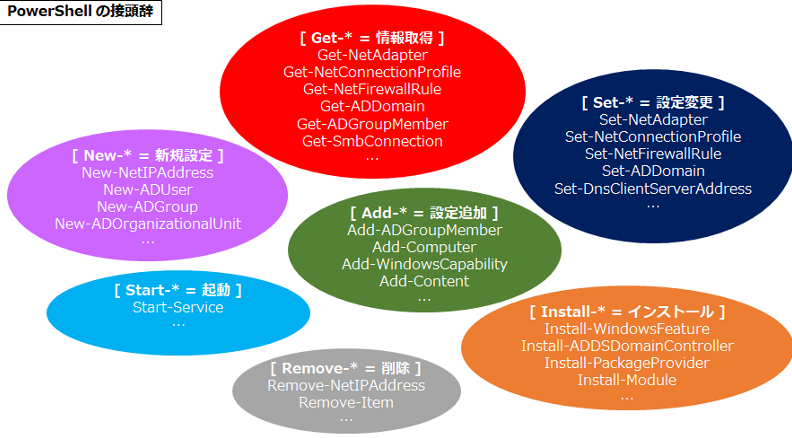 PowerShell の接頭辞
[ Get-* = 情報取得 ]
Get-NetAdapter
Get-NetConnectionProfile
Get-NetFirewallRule
Get-ADDomain
Get-ADGroupMember
Get-SmbConnection
…
[ Set-* = 設定変更 ]
Set-NetAdapter
Set-NetConnectionProfile
Set-NetFirewallRule
Set-ADDomain
Set-DnsClientServerAddress
…
[ New-* = 新規設定 ]
New-NetIPAddress
New-ADUser
New-ADGroup
New-ADOrganizationalUnit
…
[ Add-* = 設定追加 ]
Add-ADGroupMember
Add-Computer
Add-WindowsCapability
Add-Content
…
[ Start-* = 起動 ]
Start-Service
…
[ Install-* = インストール ]
Install-WindowsFeature
Install-ADDSDomainController
Install-PackageProvider
Install-Module
…
[ Remove-* = 削除 ]
Remove-NetIPAddress
Remove-Item
…